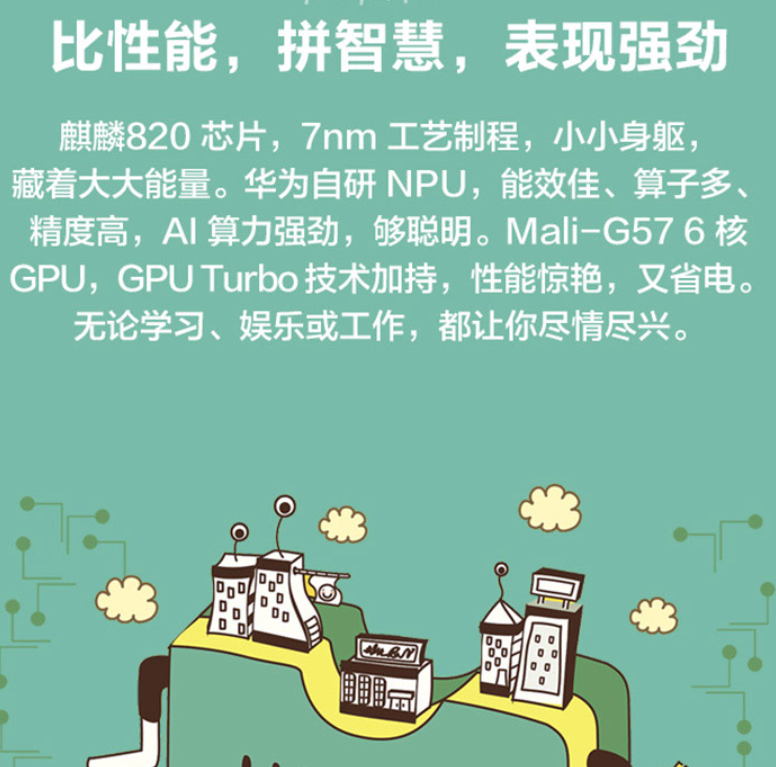 比性能，拼智慧，表现强劲
麒麟820 芯片，7nm 工艺制程，小小身躯，
藏着大大能量。华为自研 NPU，能效佳、算子多、
精度高，AI 算力强劲，够聪明。Mali-G57 6 核
GPU，GPU Turbo 技术加持，性能惊艳，又省电。
无论学习、娱乐或工作，都让你尽情尽兴。